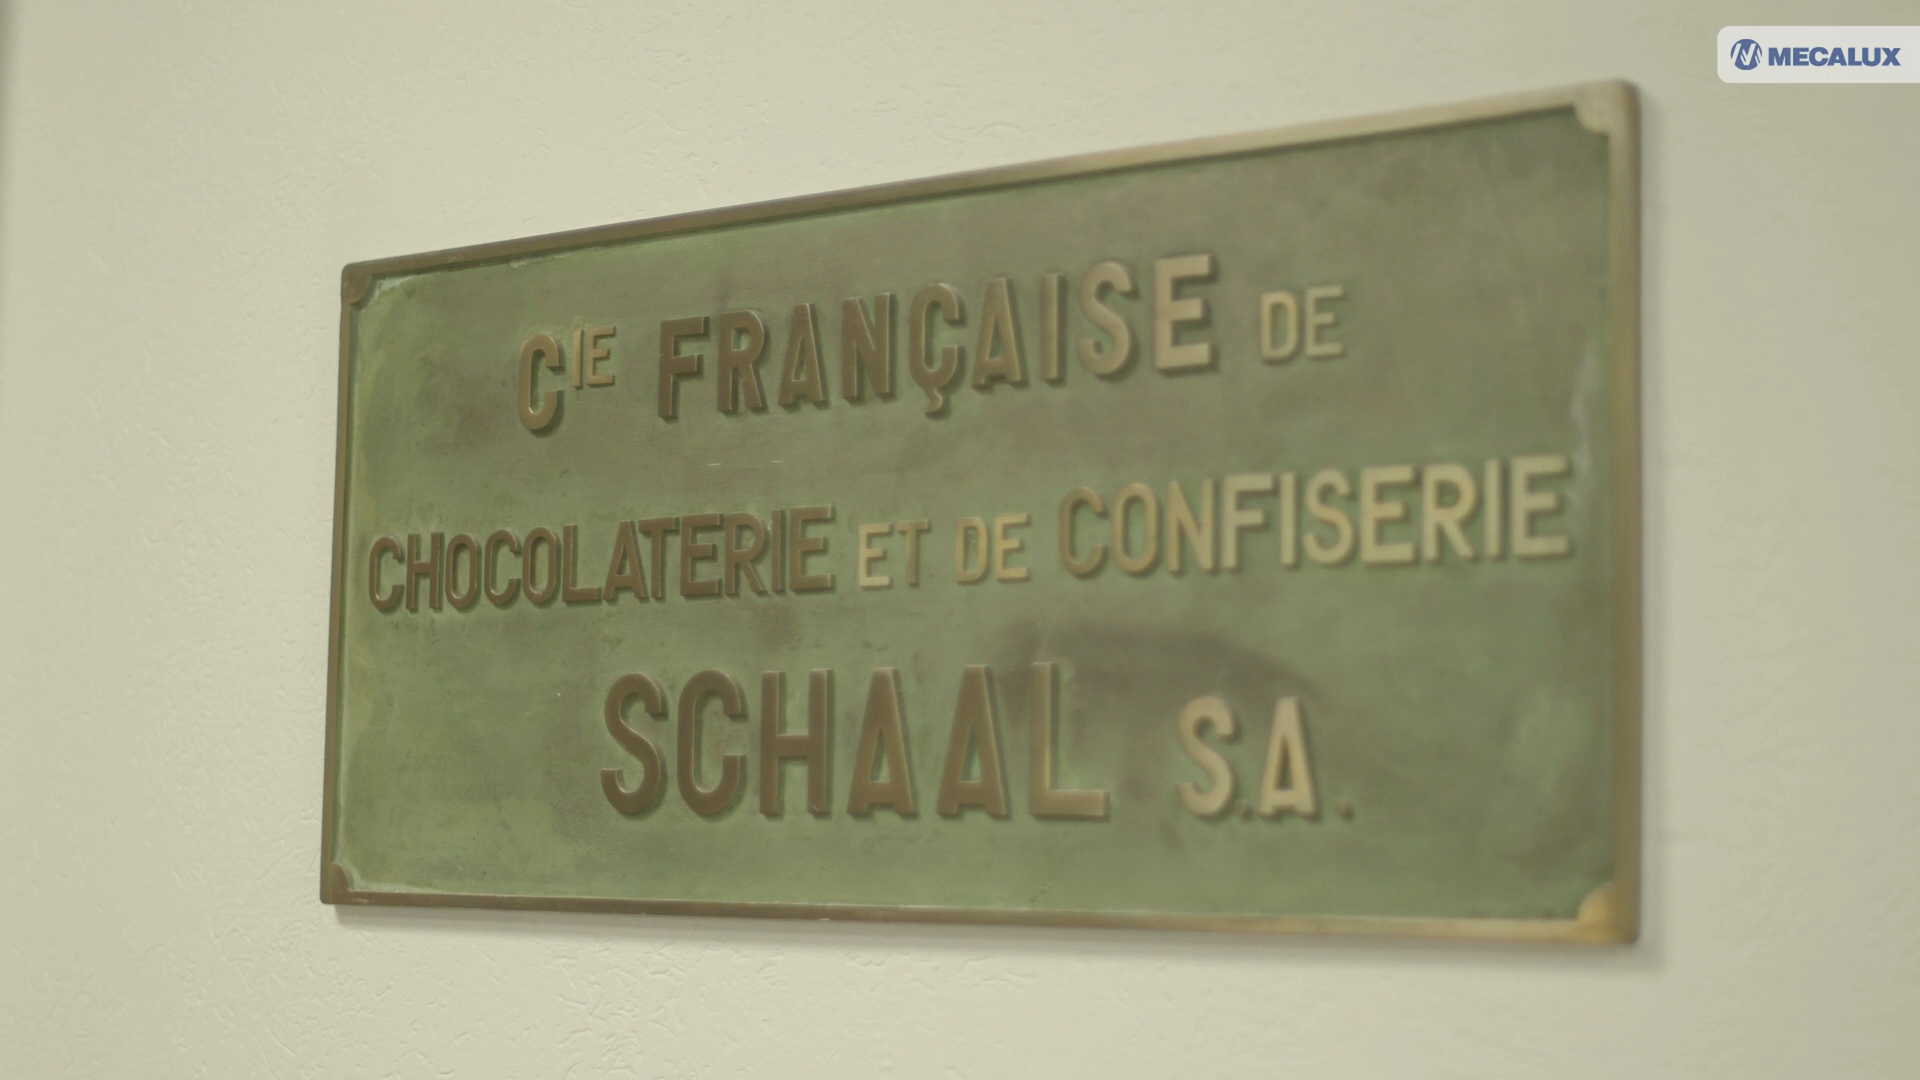 MECALUX
CIE FRANÇAISE DE
CHOCOLATERIE ET DE CONFISERIE
SCHAAL S.A.